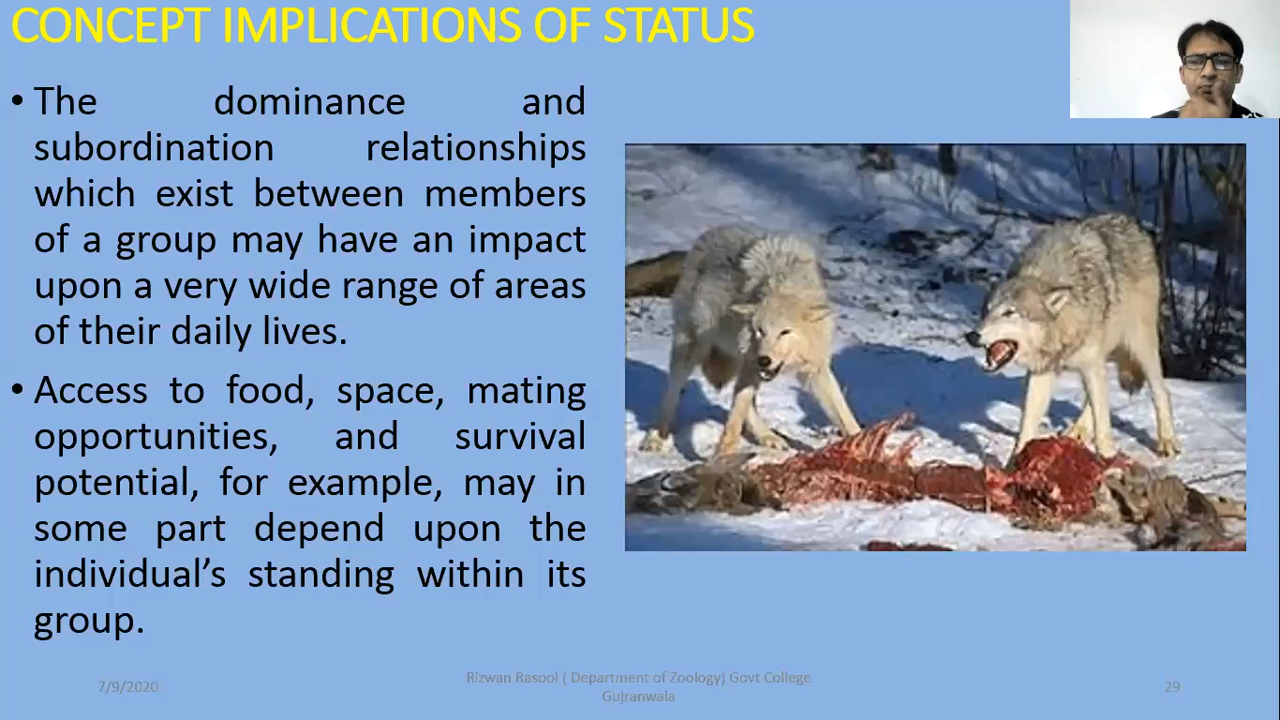 CONCEPT IMPLICATIONS OF STATUS
• The dominance and
subordination relationships
which exist between members
of a group may have an impact
upon a very wide range of areas
of their daily lives.
• Access to food, space, mating
opportunities, and survival
potential, for example, may in
some part depend upon the
individual’s standing within its
group.
7/9/2020
Rizwan Rasool ( Department of Zoology) Govt College
Gujranwala
29